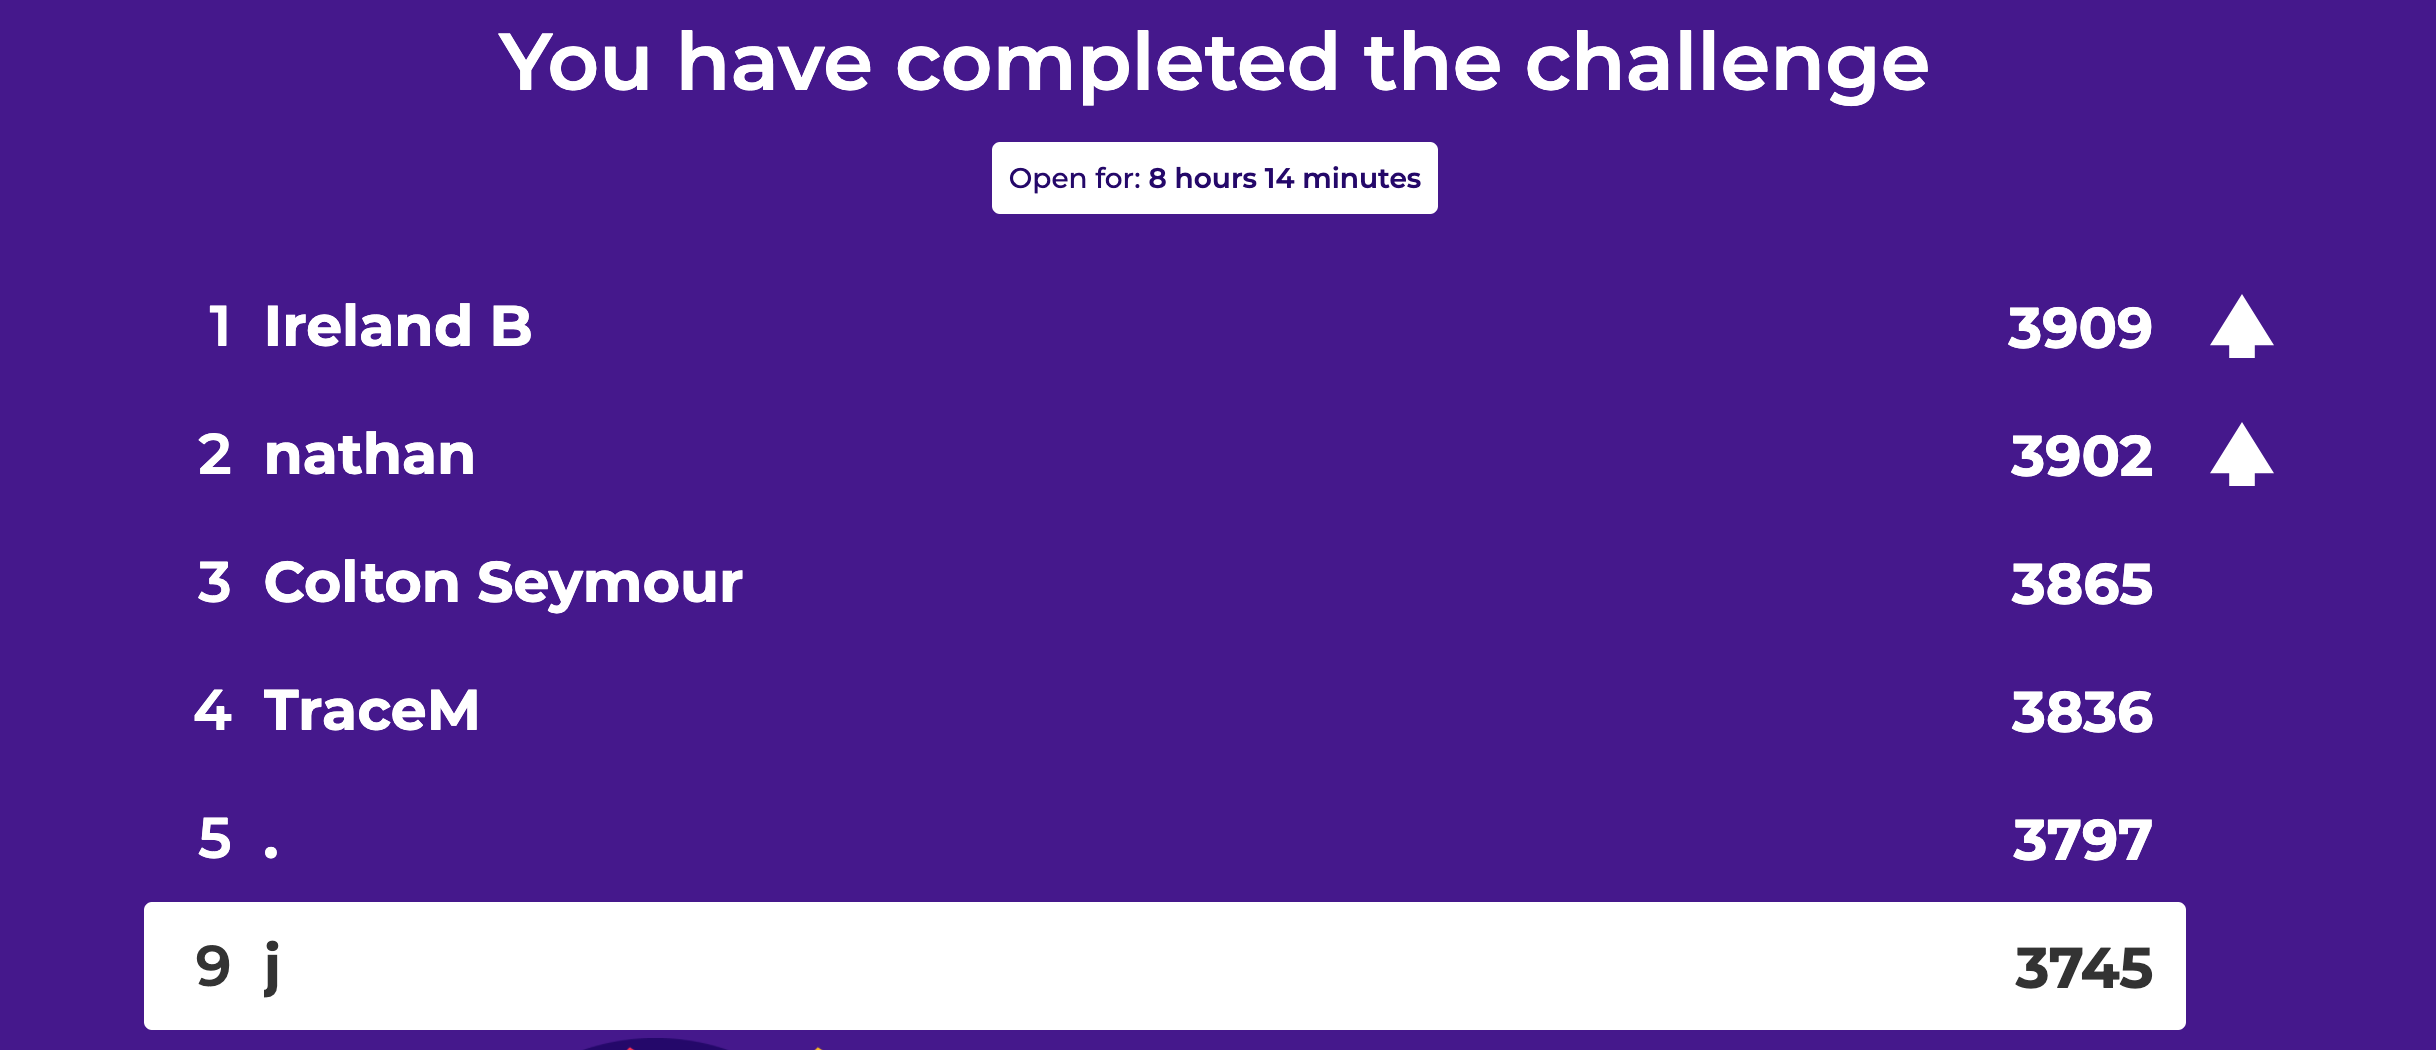 You have completed the challenge
Open for: 8 hours 14 minutes
1 Ireland B 3909
2 nathan 3902
3 Colton Seymour 3865
4 TraceM 3836
5 . 3797
9 j 3745